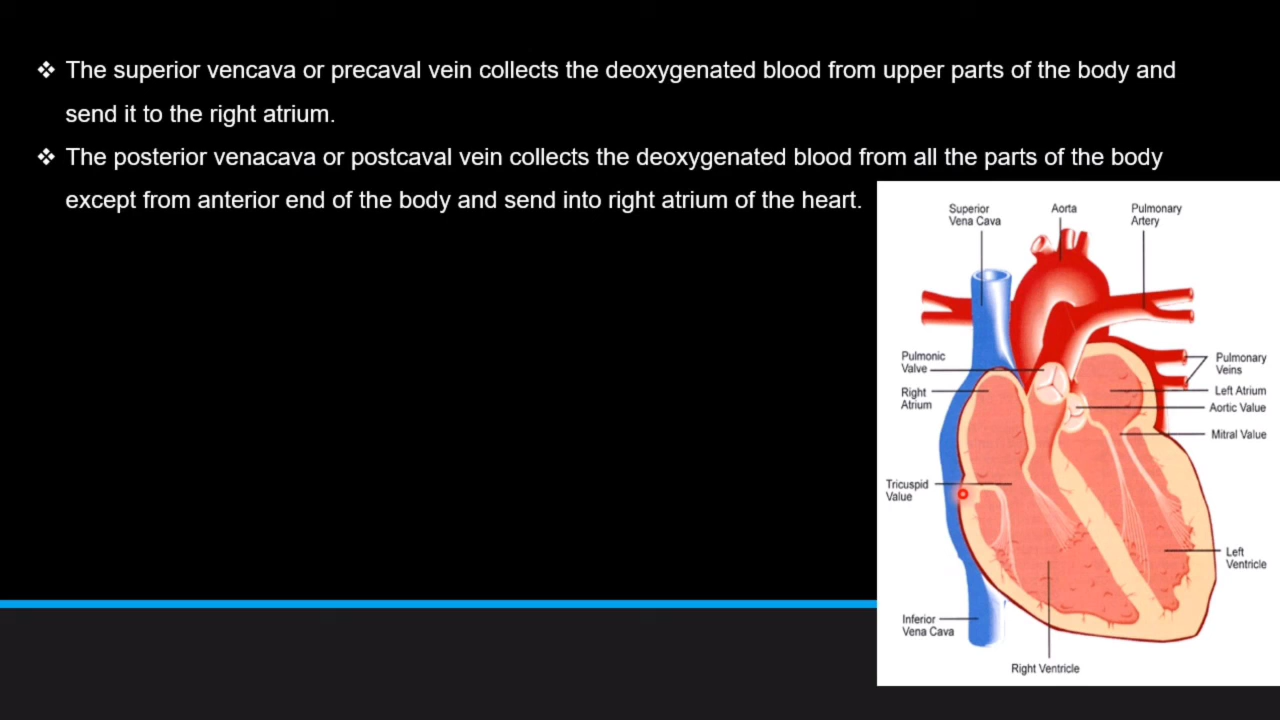 ❖ The superior vencava or precaval vein collects the deoxygenated blood from upper parts of the body and
send it to the right atrium.
❖ The posterior venacava or postcaval vein collects the deoxygenated blood from all the parts of the body
except from anterior end of the body and send into right atrium of the heart.
Superior
Vena Cava
Aorta
Pulmonary
Artery
Pulmonic
Valve
Pulmonary
Veins
Right
Atrium
Left Atrium
Aortic Value
Mitral Value
Tricuspid
Value
Left
Ventricle
Inferior
Vena Cava
Right Ventricle